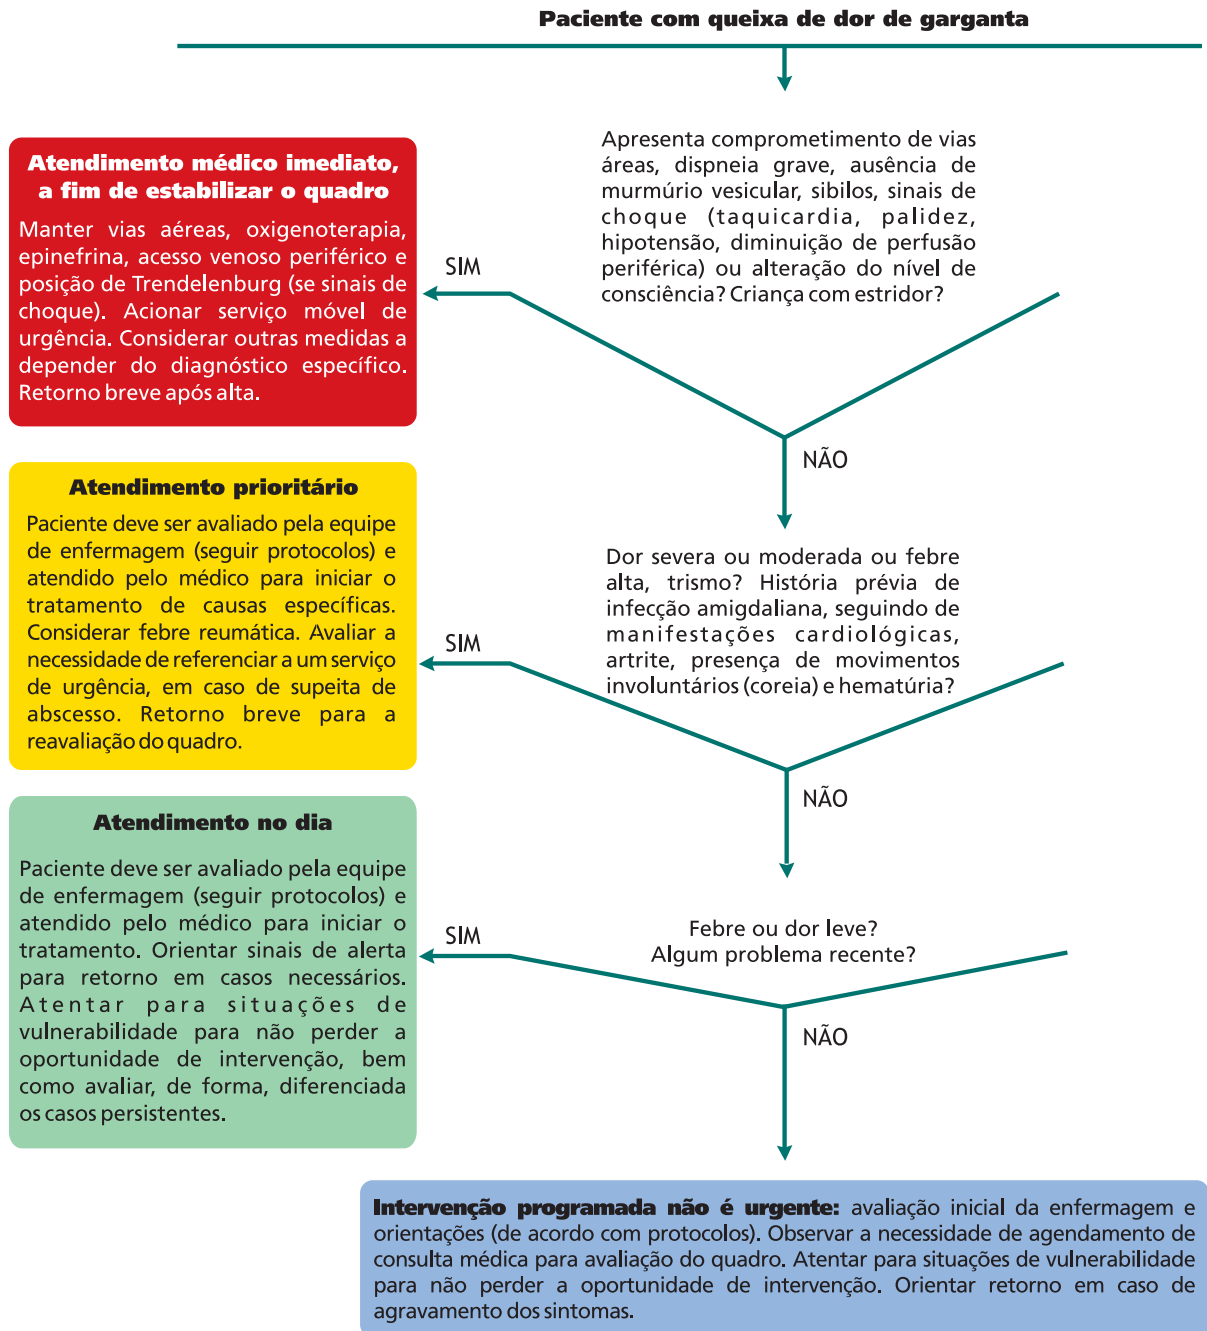 Paciente com queixa de dor de garganta
Apresenta comprometimento de vias
áreas, dispneia grave, ausência de
murmúrio vesicular, sibilos, sinais de
choque (taquicardia, palidez,
hipotensão, diminuição de perfusão
periférica) ou alteração do nível de
consciência? Criança com estridor?
SIM
Atendimento médico imediato,
a fim de estabilizar o quadro
Manter vias aéreas, oxigenoterapia,
epinefrina, acesso venoso periférico e
posição de Trendelenburg (se sinais de
choque). Acionar serviço móvel de
urgência. Considerar outras medidas a
depender do diagnóstico específico.
Retorno breve após alta.
NÃO
Dor severa ou moderada ou febre
alta, trismo? História prévia de
infecção amigdaliana, seguindo de
manifestações cardiológicas,
artrite, presença de movimentos
involuntários (coreia) e hematúria?
SIM
Atendimento prioritário
Paciente deve ser avaliado pela equipe
de enfermagem (seguir protocolos) e
atendido pelo médico para iniciar o
tratamento de causas específicas.
Considerar febre reumática. Avaliar a
necessidade de referenciar a um serviço
de urgência, em caso de supeita de
abscesso. Retorno breve para a
reavaliação do quadro.
NÃO
Febre ou dor leve?
Algum problema recente?
SIM
Atendimento no dia
Paciente deve ser avaliado pela equipe
de enfermagem (seguir protocolos) e
atendido pelo médico para iniciar o
tratamento. Orientar sinais de alerta
para retorno em casos necessários.
Atentar para situações de
vulnerabilidade para não perder a
oportunidade de intervenção, bem
como avaliar, de forma, diferenciada
os casos persistentes.
NÃO
Intervenção programada não é urgente: avaliação inicial da enfermagem e
orientações (de acordo com protocolos). Observar a necessidade de agendamento de
consulta médica para avaliação do quadro. Atentar para situações de vulnerabilidade
para não perder a oportunidade de intervenção. Orientar retorno em caso de
agravamento dos sintomas.